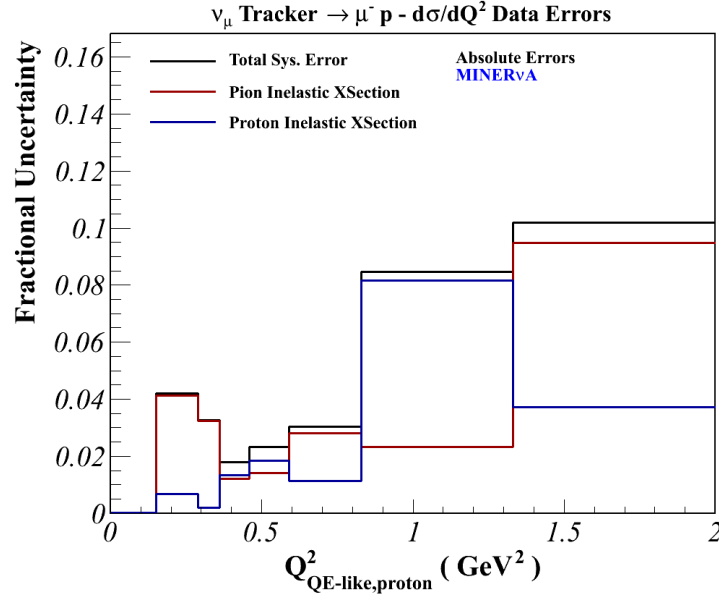 ν_μ Tracker → μ⁻ p - dσ/dQ² Data Errors
Total Sys. Error
Pion Inelastic XSection
Proton Inelastic XSection
Absolute Errors
MINERνA
Fractional Uncertainty
0.16
0.14
0.12
0.1
0.08
0.06
0.04
0.02
0
0 0.5 1 1.5 2
Q²_QE-like,proton ( GeV² )